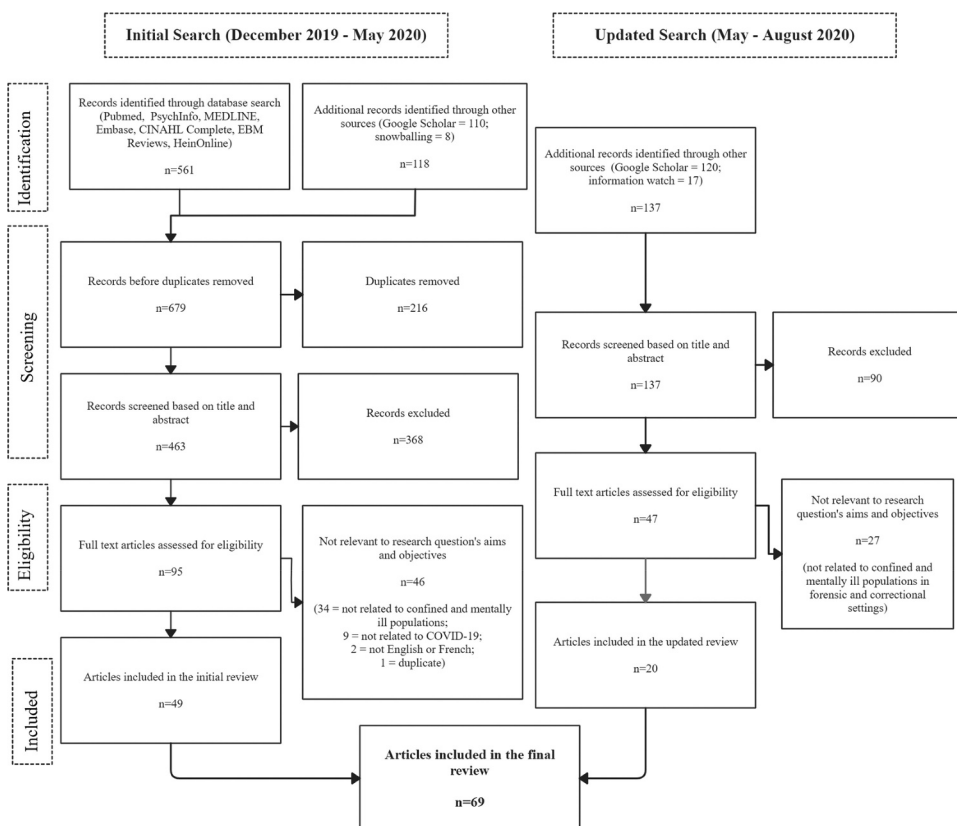 Initial Search (December 2019 - May 2020)
Updated Search (May - August 2020)
Identification
Records identified through database search
(Pubmed, PsychInfo, MEDLINE,
Embase, CINAHL Complete, EBM
Reviews, HeinOnline)
n=561
Additional records identified through other
sources (Google Scholar = 110;
snowballing = 8)
n=118
Additional records identified through other
sources (Google Scholar = 120;
information watch = 17)
n=137
Screening
Records before duplicates removed
n=679
Duplicates removed
n=216
Records screened based on title and
abstract
n=137
Records excluded
n=90
Records screened based on title and
abstract
n=463
Records excluded
n=368
Eligibility
Full text articles assessed for eligibility
n=95
Not relevant to research question's aims
and objectives
n=46
(34 = not related to confined and mentally
ill populations;
9 = not related to COVID-19;
2 = not English or French;
1 = duplicate)
Full text articles assessed for eligibility
n=47
Not relevant to research
question's aims and objectives
n=27
(not related to confined and
mentally ill populations in
forensic and correctional
settings)
Included
Articles included in the initial review
n=49
Articles included in the updated review
n=20
Articles included in the final
review
n=69